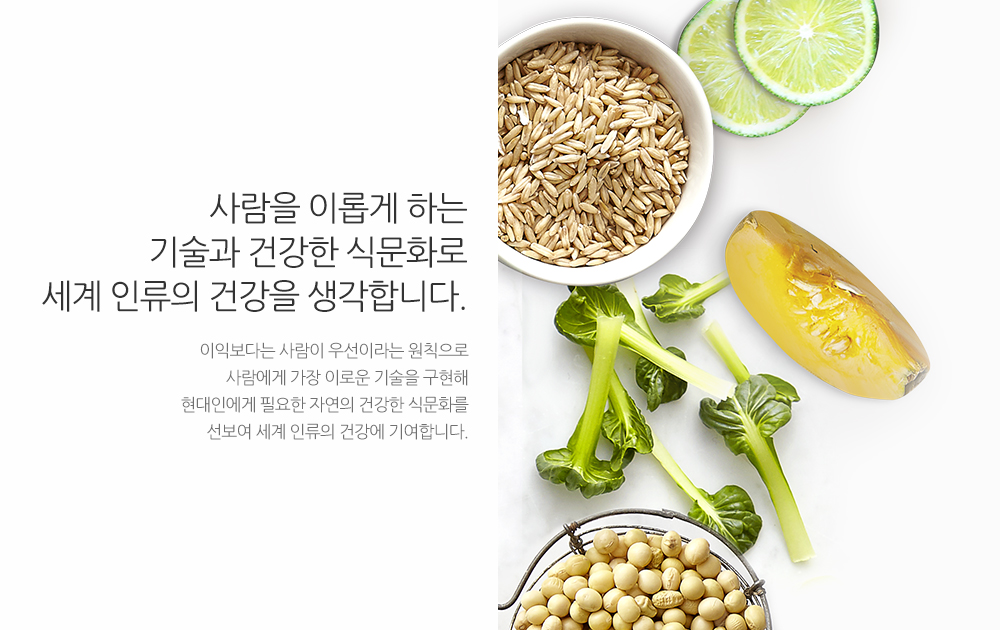 사람을 이롭게 하는
기술과 건강한 식문화로
세계 인류의 건강을 생각합니다.
이익보다는 사람이 우선이라는 원칙으로
사람에게 가장 이로운 기술을 구현해
현대인에게 필요한 자연의 건강한 식문화를
선보여 세계 인류의 건강에 기여합니다.